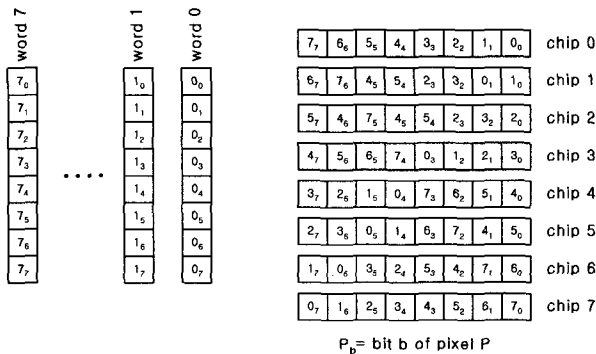 word 7 word 1 word 0
7₀ 1₀ 0₀
7₁ 1₁ 0₁
7₂ 1₂ 0₂
7₃ 1₃ 0₃
.... 
7₄ 1₄ 0₄
7₅ 1₅ 0₅
7₆ 1₆ 0₆
7₇ 1₇ 0₇
7₇ 6₆ 5₅ 4₄ 3₃ 2₂ 1₁ 0₀ chip 0
6₇ 7₆ 4₅ 5₄ 2₃ 3₂ 0₁ 1₀ chip 1
5₇ 4₆ 7₅ 4₅ 5₄ 2₃ 3₂ 2₀ chip 2
4₇ 5₆ 6₅ 7₄ 0₃ 1₂ 2₁ 3₀ chip 3
3₇ 2₆ 1₅ 0₄ 7₃ 6₂ 5₁ 4₀ chip 4
2₇ 3₆ 0₅ 1₄ 6₃ 7₂ 4₁ 5₀ chip 5
1₇ 0₆ 3₅ 2₄ 5₃ 4₂ 7₁ 6₀ chip 6
0₇ 1₆ 2₅ 3₄ 4₃ 5₂ 6₁ 7₀ chip 7
P_b= bit b of pixel P